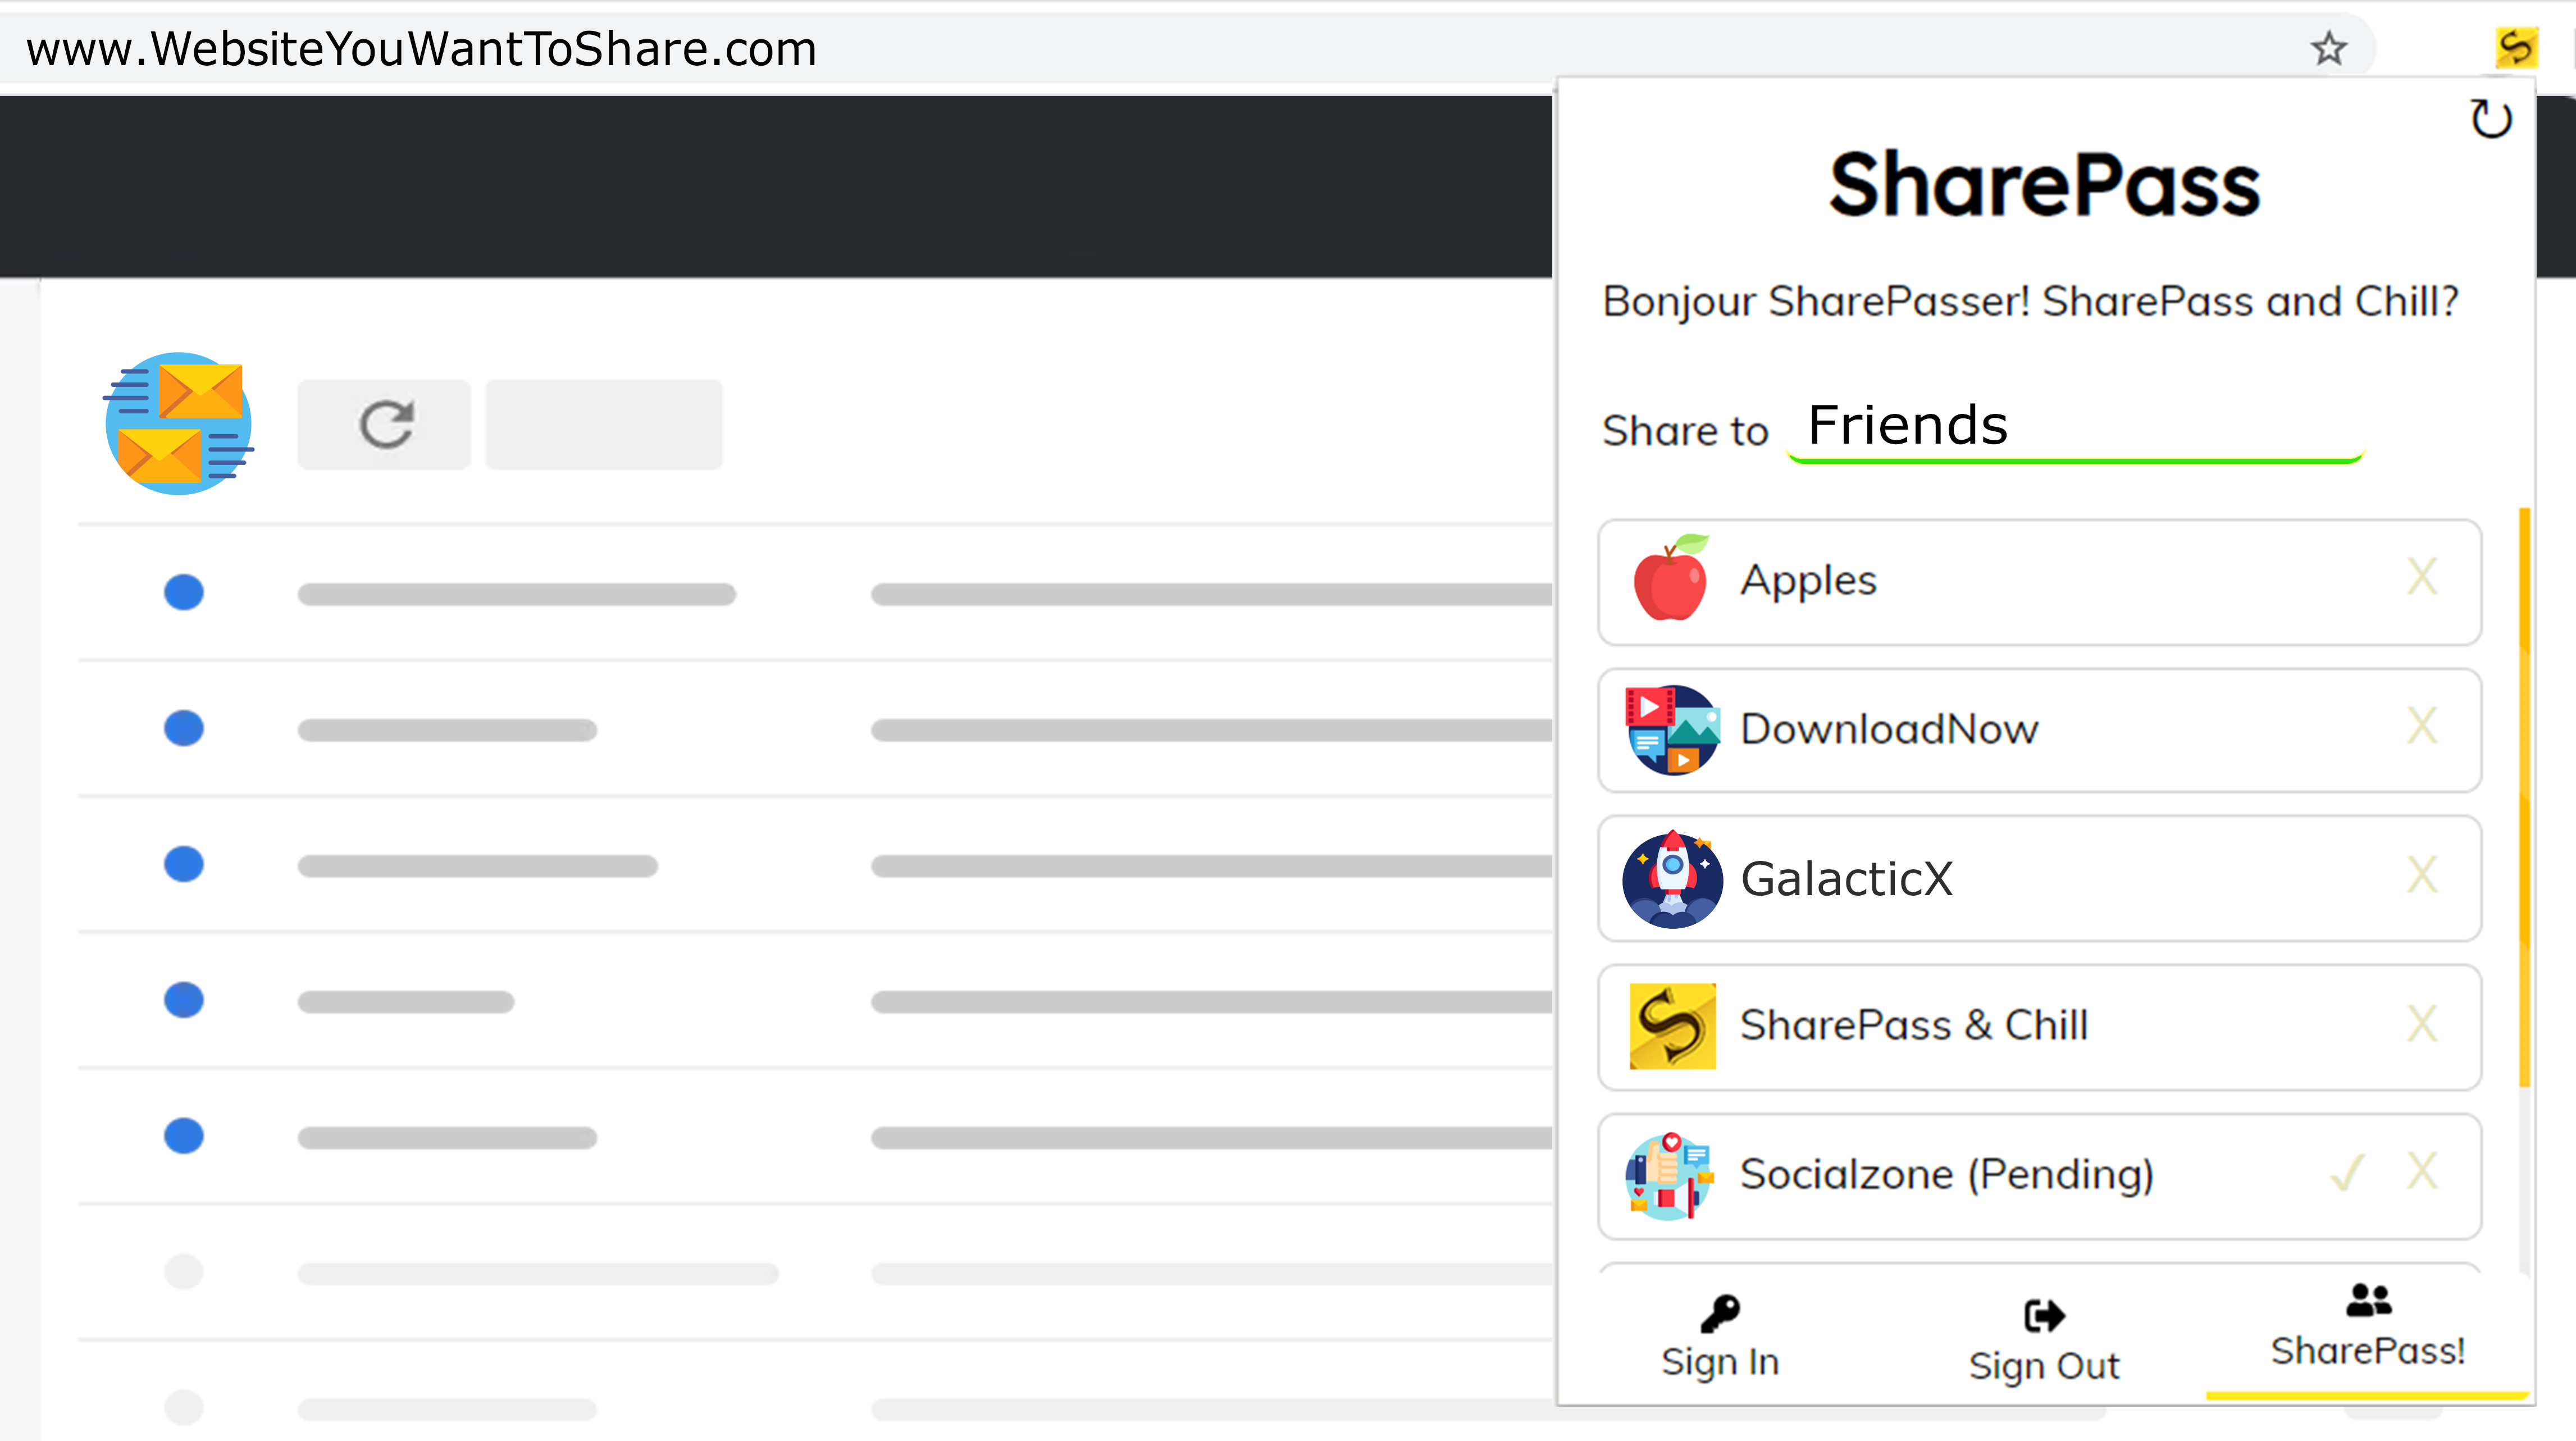 www.WebsiteYouWantToShare.com
SharePass
Bonjour SharePasser! SharePass and Chill?
Share to Friends
Apples X
DownloadNow X
GalacticX X
SharePass & Chill X
Socialzone (Pending) ✓ X
Sign In
Sign Out
SharePass!